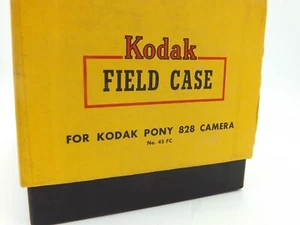 Kodak
FIELD CASE
FOR KODAK PONY 828 CAMERA
No. 45 FC